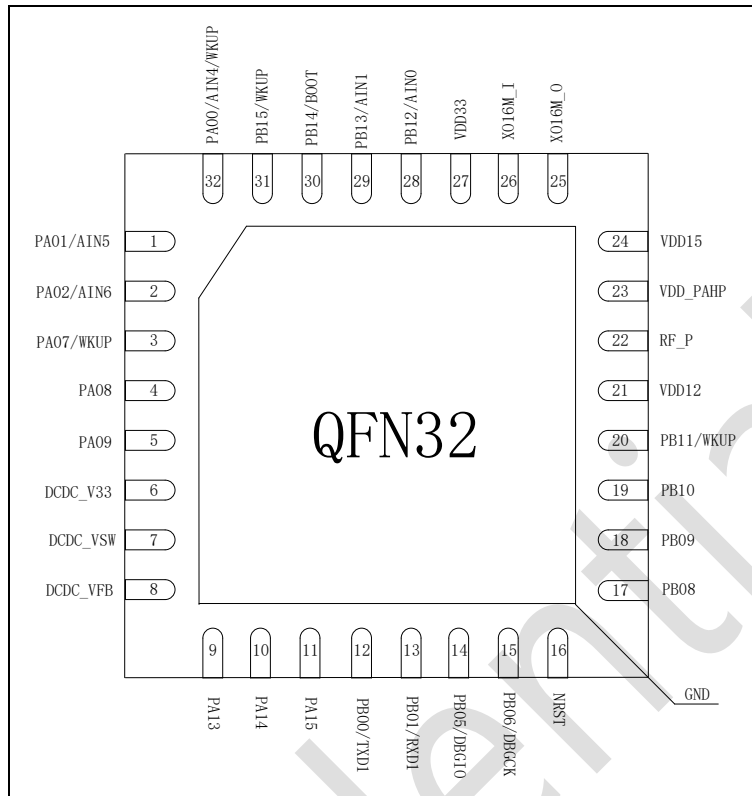 PA00/AIN4/WKUP
PB15/WKUP
PB14/BOOT
PB13/AIN1
PB12/AIN0
VDD33
XO16M_I
XO16M_O
32
31
30
29
28
27
26
25
PA01/AIN5 1
PA02/AIN6 2
PA07/WKUP 3
PA08 4
PA09 5
DCDC_V33 6
DCDC_VSW 7
DCDC_VFB 8
QFN32
24 VDD15
23 VDD_PAHP
22 RF_P
21 VDD12
20 PB11/WKUP
19 PB10
18 PB09
17 PB08
9
10
11
12
13
14
15
16
PA13
PA14
PA15
PB00/TXD1
PB01/RXD1
PB05/DBGIO
PB06/DBGCK
NRST
GND